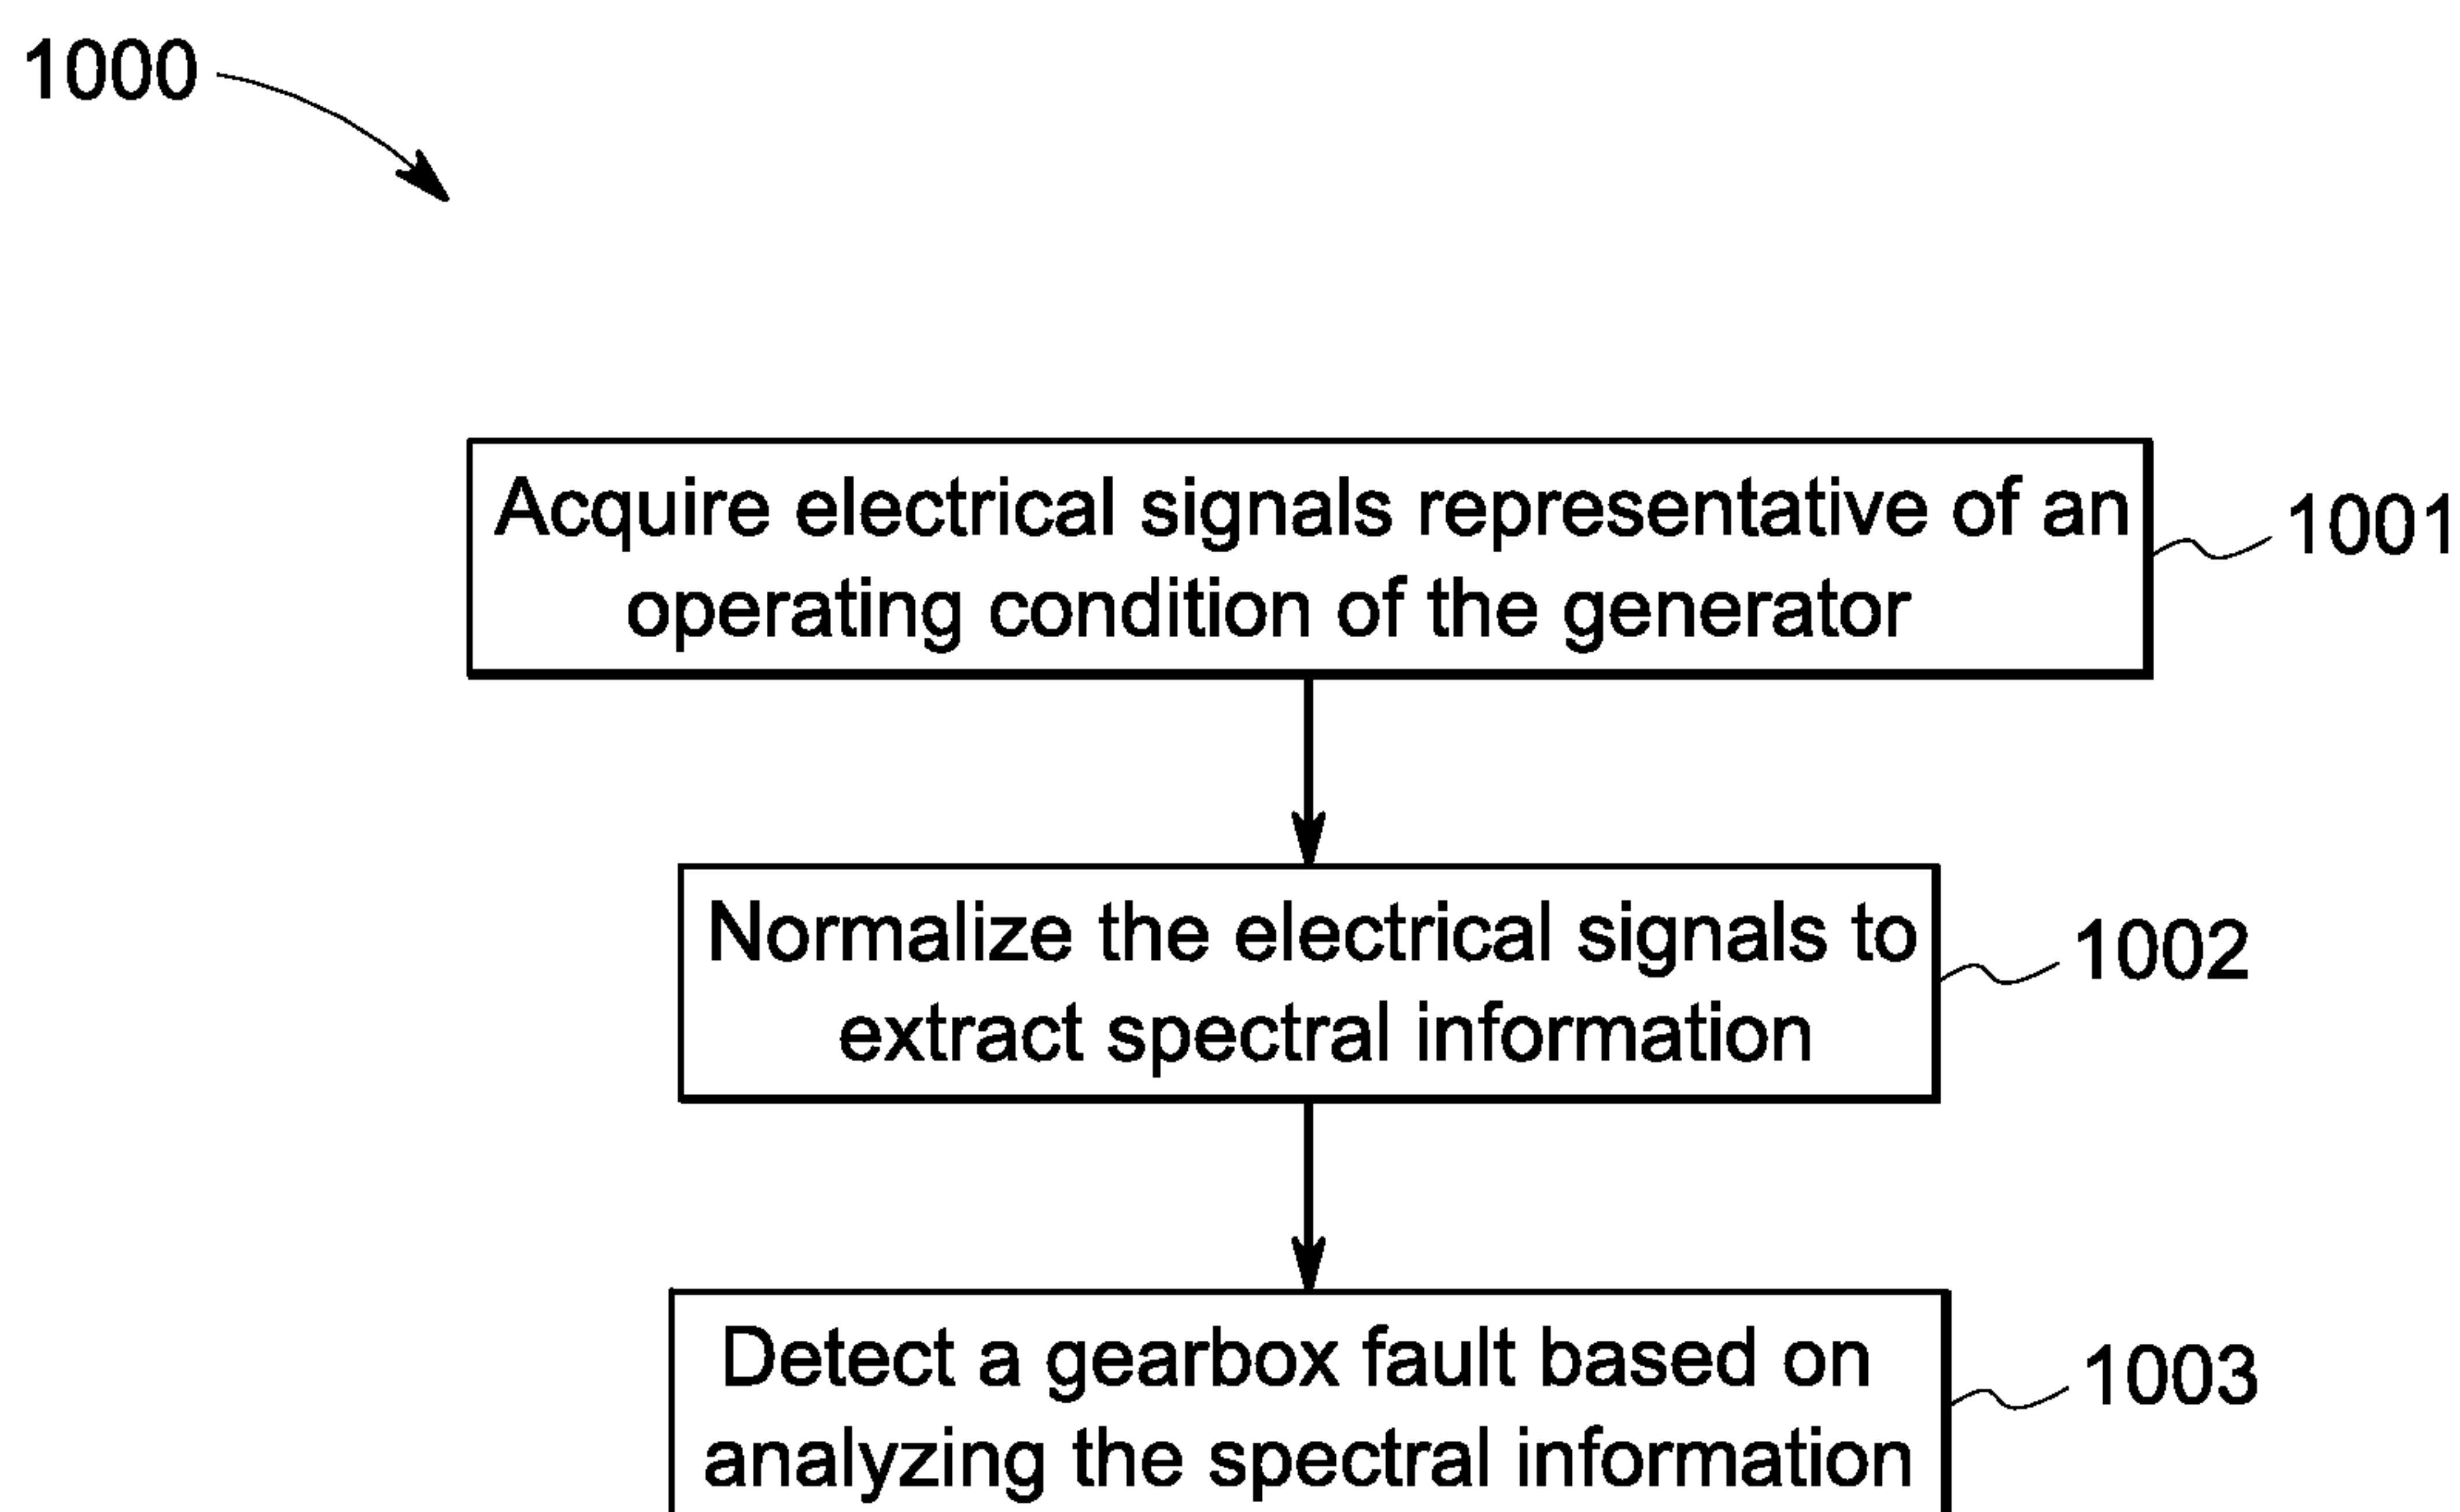 1000
Acquire electrical signals representative of an
operating condition of the generator
1001
Normalize the electrical signals to
extract spectral information
1002
Detect a gearbox fault based on
analyzing the spectral information
1003